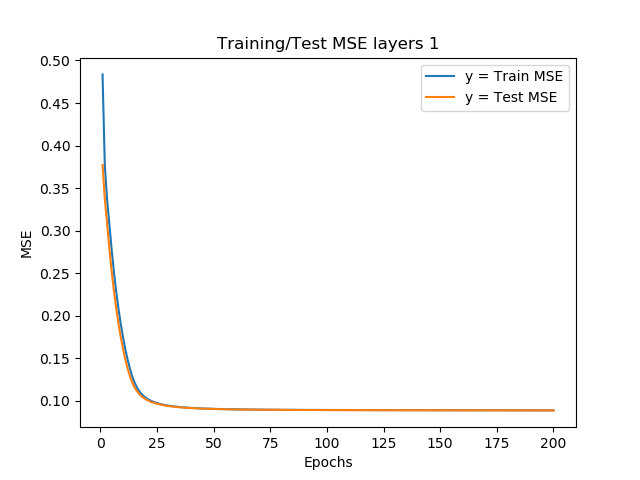 Training/Test MSE layers 1
y = Train MSE
y = Test MSE
0.50
0.45
0.40
0.35
0.30
0.25
0.20
0.15
0.10
MSE
0 25 50 75 100 125 150 175 200
Epochs